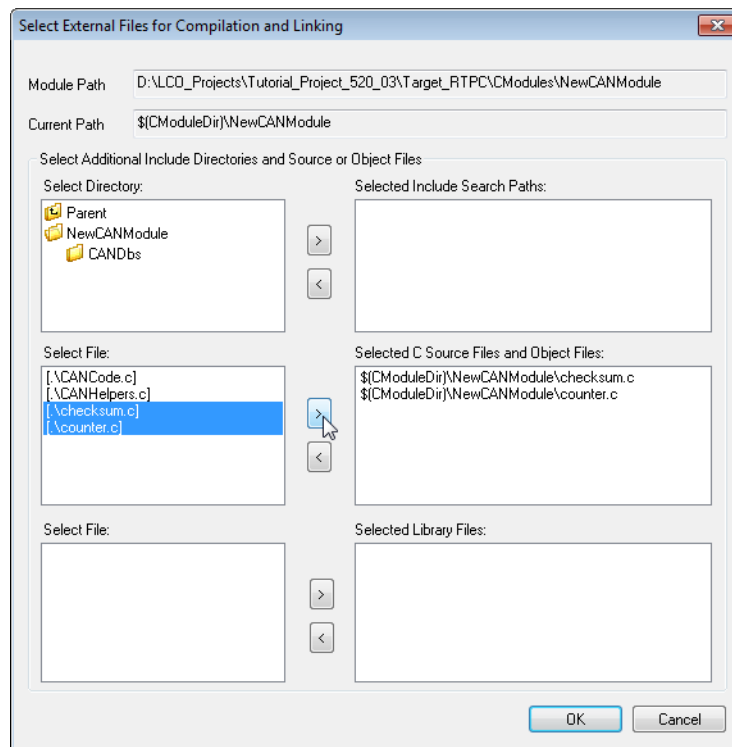 Select External Files for Compilation and Linking
Module Path
D:\LCO_Projects\Tutorial_Project_520_03\Target_RTPC\CModules\NewCANModule
Current Path
$(CModuleDir)\NewCANModule
Select Additional Include Directories and Source or Object Files
Select Directory:
Selected Include Search Paths:
Parent
NewCANModule
CANDbs
>
<
Select File:
Selected C Source Files and Object Files:
[.\CANCode.c]
[.\CANHelpers.c]
[.\checksum.c]
[.\counter.c]
$(CModuleDir)\NewCANModule\checksum.c
$(CModuleDir)\NewCANModule\counter.c
>
<
Select File:
Selected Library Files:
>
<
OK
Cancel